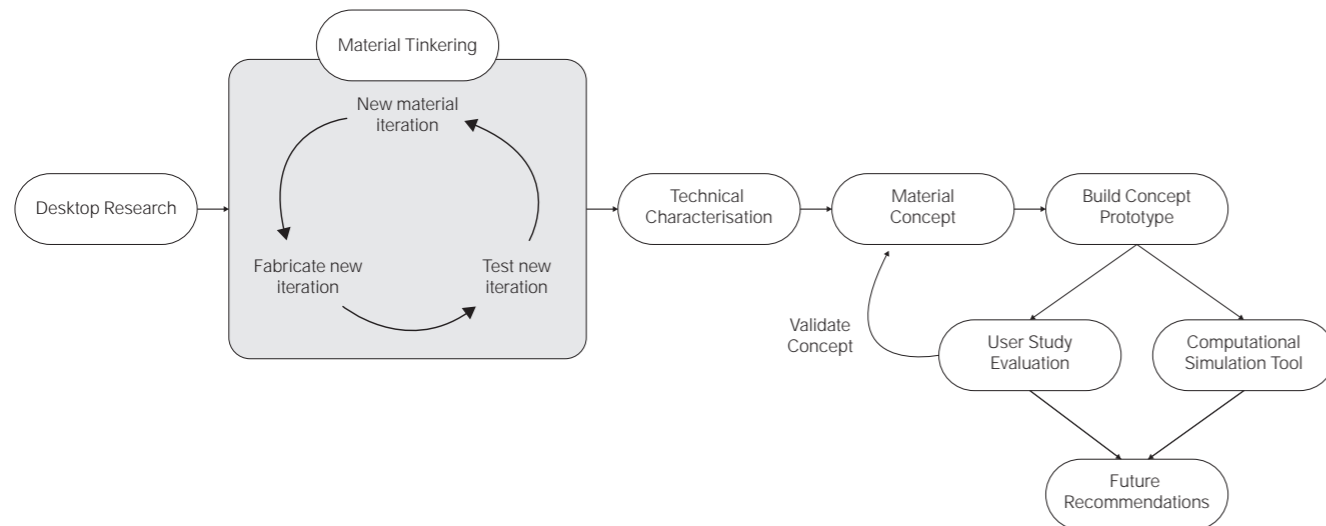 Material Tinkering
New material
iteration
Fabricate new
iteration
Test new
iteration
Desktop Research
Technical
Characterisation
Material
Concept
Build Concept
Prototype
Validate
Concept
User Study
Evaluation
Computational
Simulation Tool
Future
Recommendations